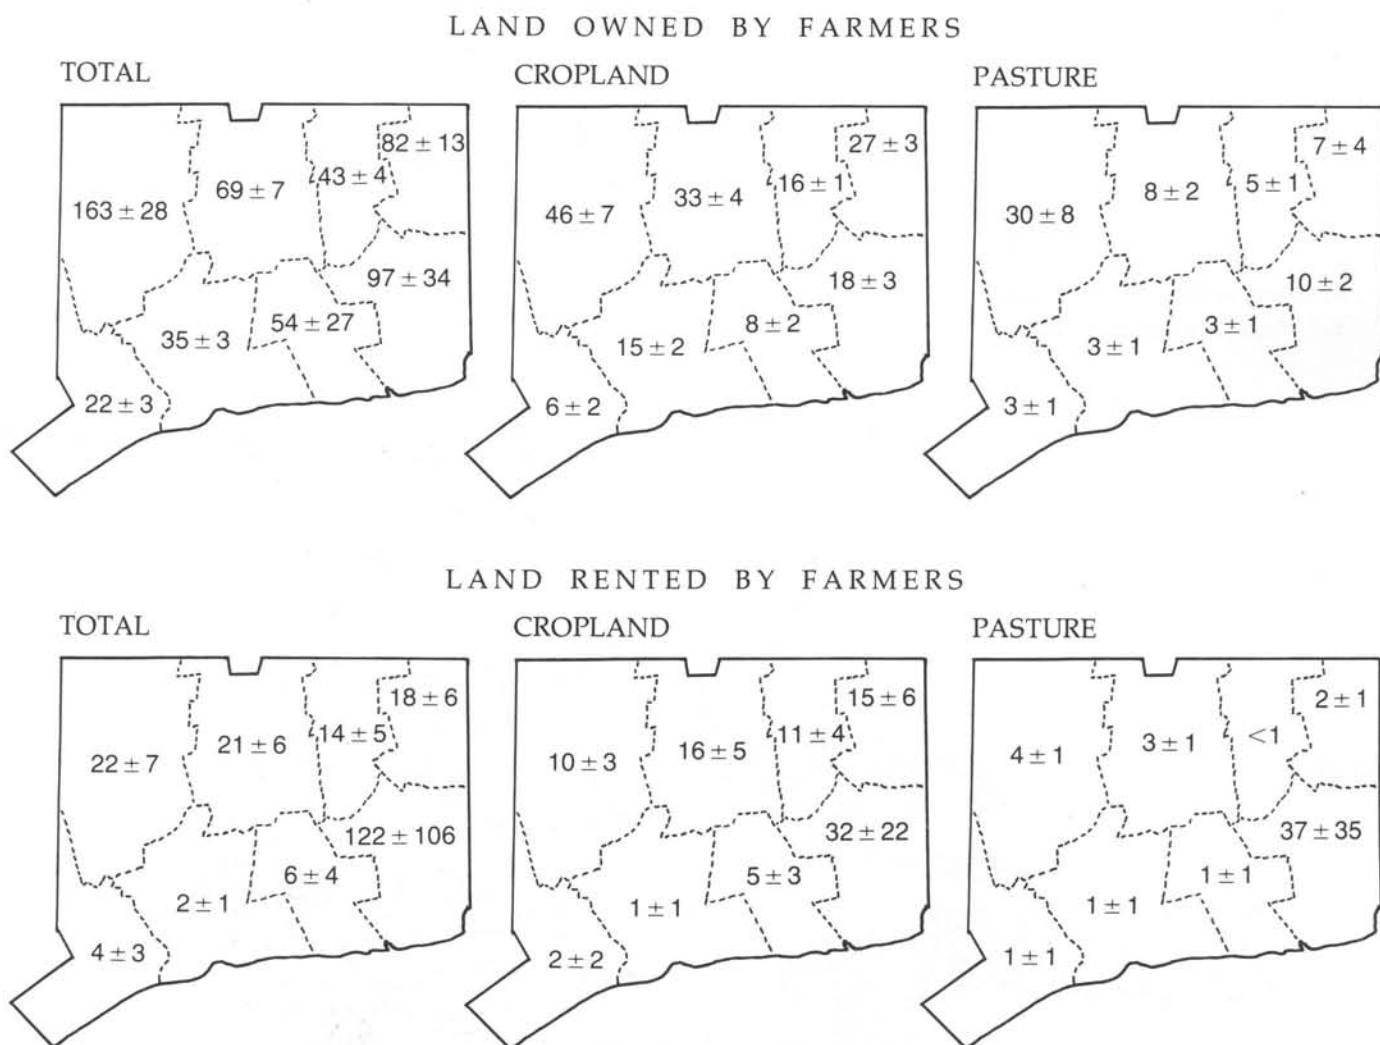 LAND OWNED BY FARMERS
TOTAL
CROPLAND
PASTURE
82 ± 13
43 ± 4
69 ± 7
163 ± 28
97 ± 34
54 ± 27
35 ± 3
22 ± 3
27 ± 3
16 ± 1
33 ± 4
46 ± 7
18 ± 3
8 ± 2
15 ± 2
6 ± 2
7 ± 4
5 ± 1
8 ± 2
30 ± 8
10 ± 2
3 ± 1
3 ± 1
3 ± 1
LAND RENTED BY FARMERS
TOTAL
CROPLAND
PASTURE
18 ± 6
14 ± 5
21 ± 6
22 ± 7
122 ± 106
6 ± 4
2 ± 1
4 ± 3
15 ± 6
11 ± 4
16 ± 5
10 ± 3
32 ± 22
5 ± 3
1 ± 1
2 ± 2
2 ± 1
<1
3 ± 1
4 ± 1
37 ± 35
1 ± 1
1 ± 1
1 ± 1